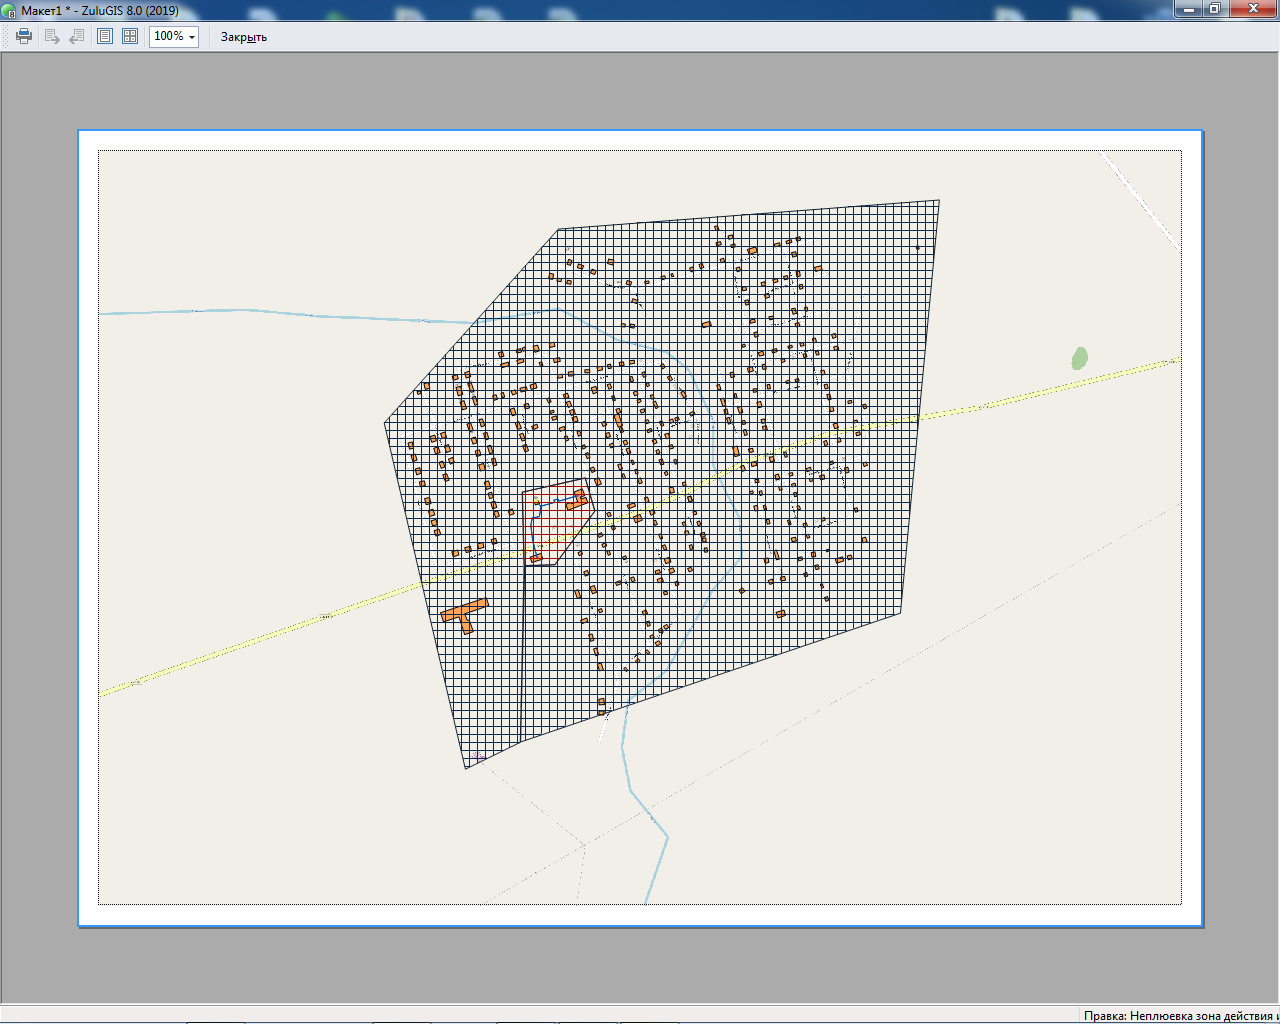 Макет1 * - ZuluGIS 8.0 (2019)
100%
Закрыть
Правка: Неплюевка зона действия и